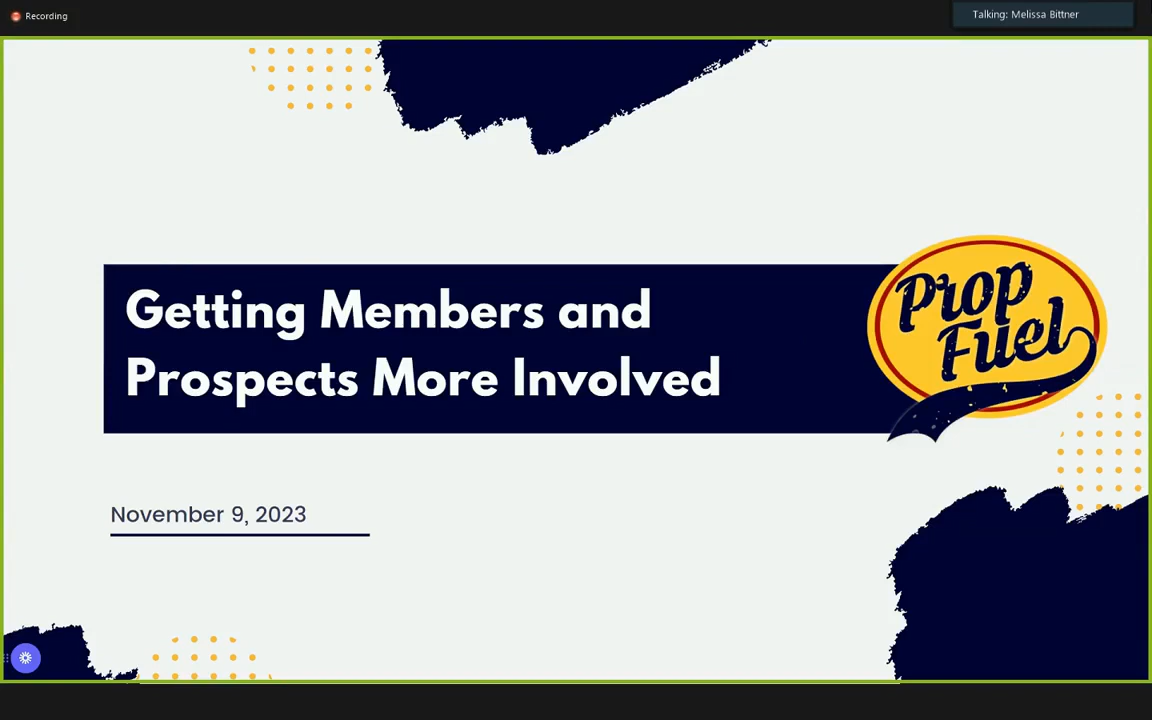 Recording
Talking: Melissa Bittner
Getting Members and
Prospects More Involved
Prop
Fuel
November 9, 2023